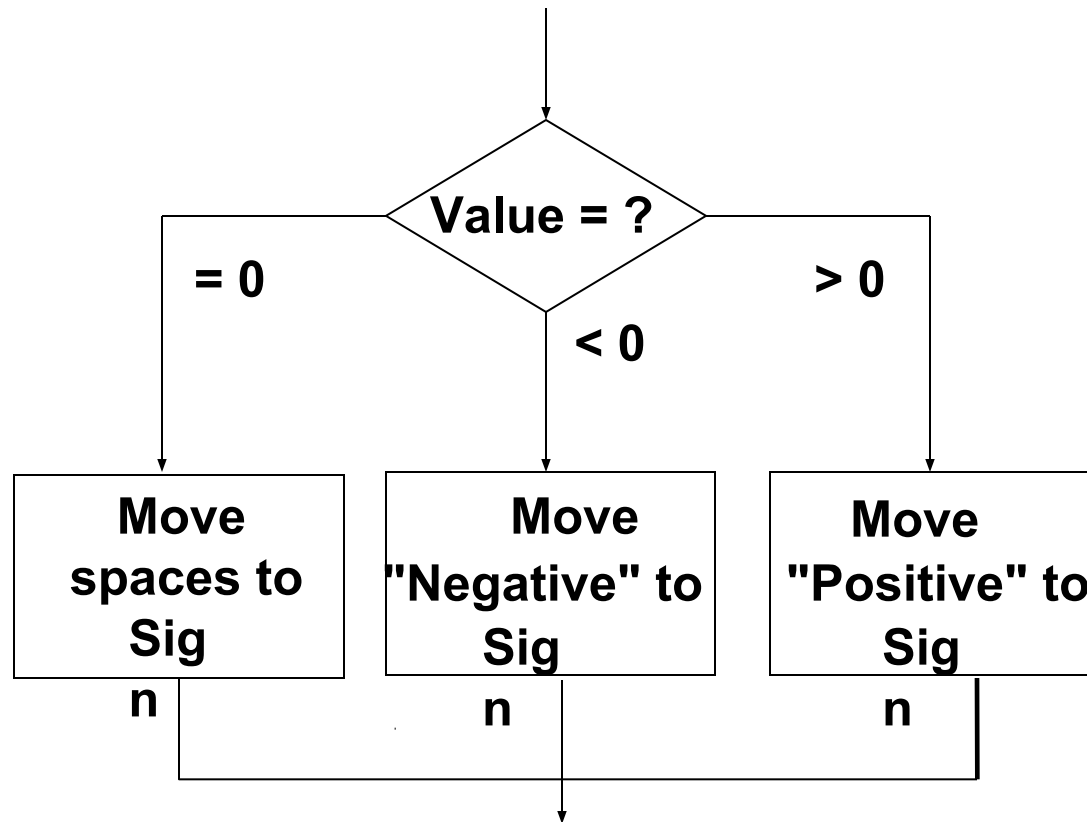 Value = ?
= 0
> 0
< 0
Move
spaces to
Sig
n
Move
"Negative" to
Sig
n
Move
"Positive" to
Sig
n